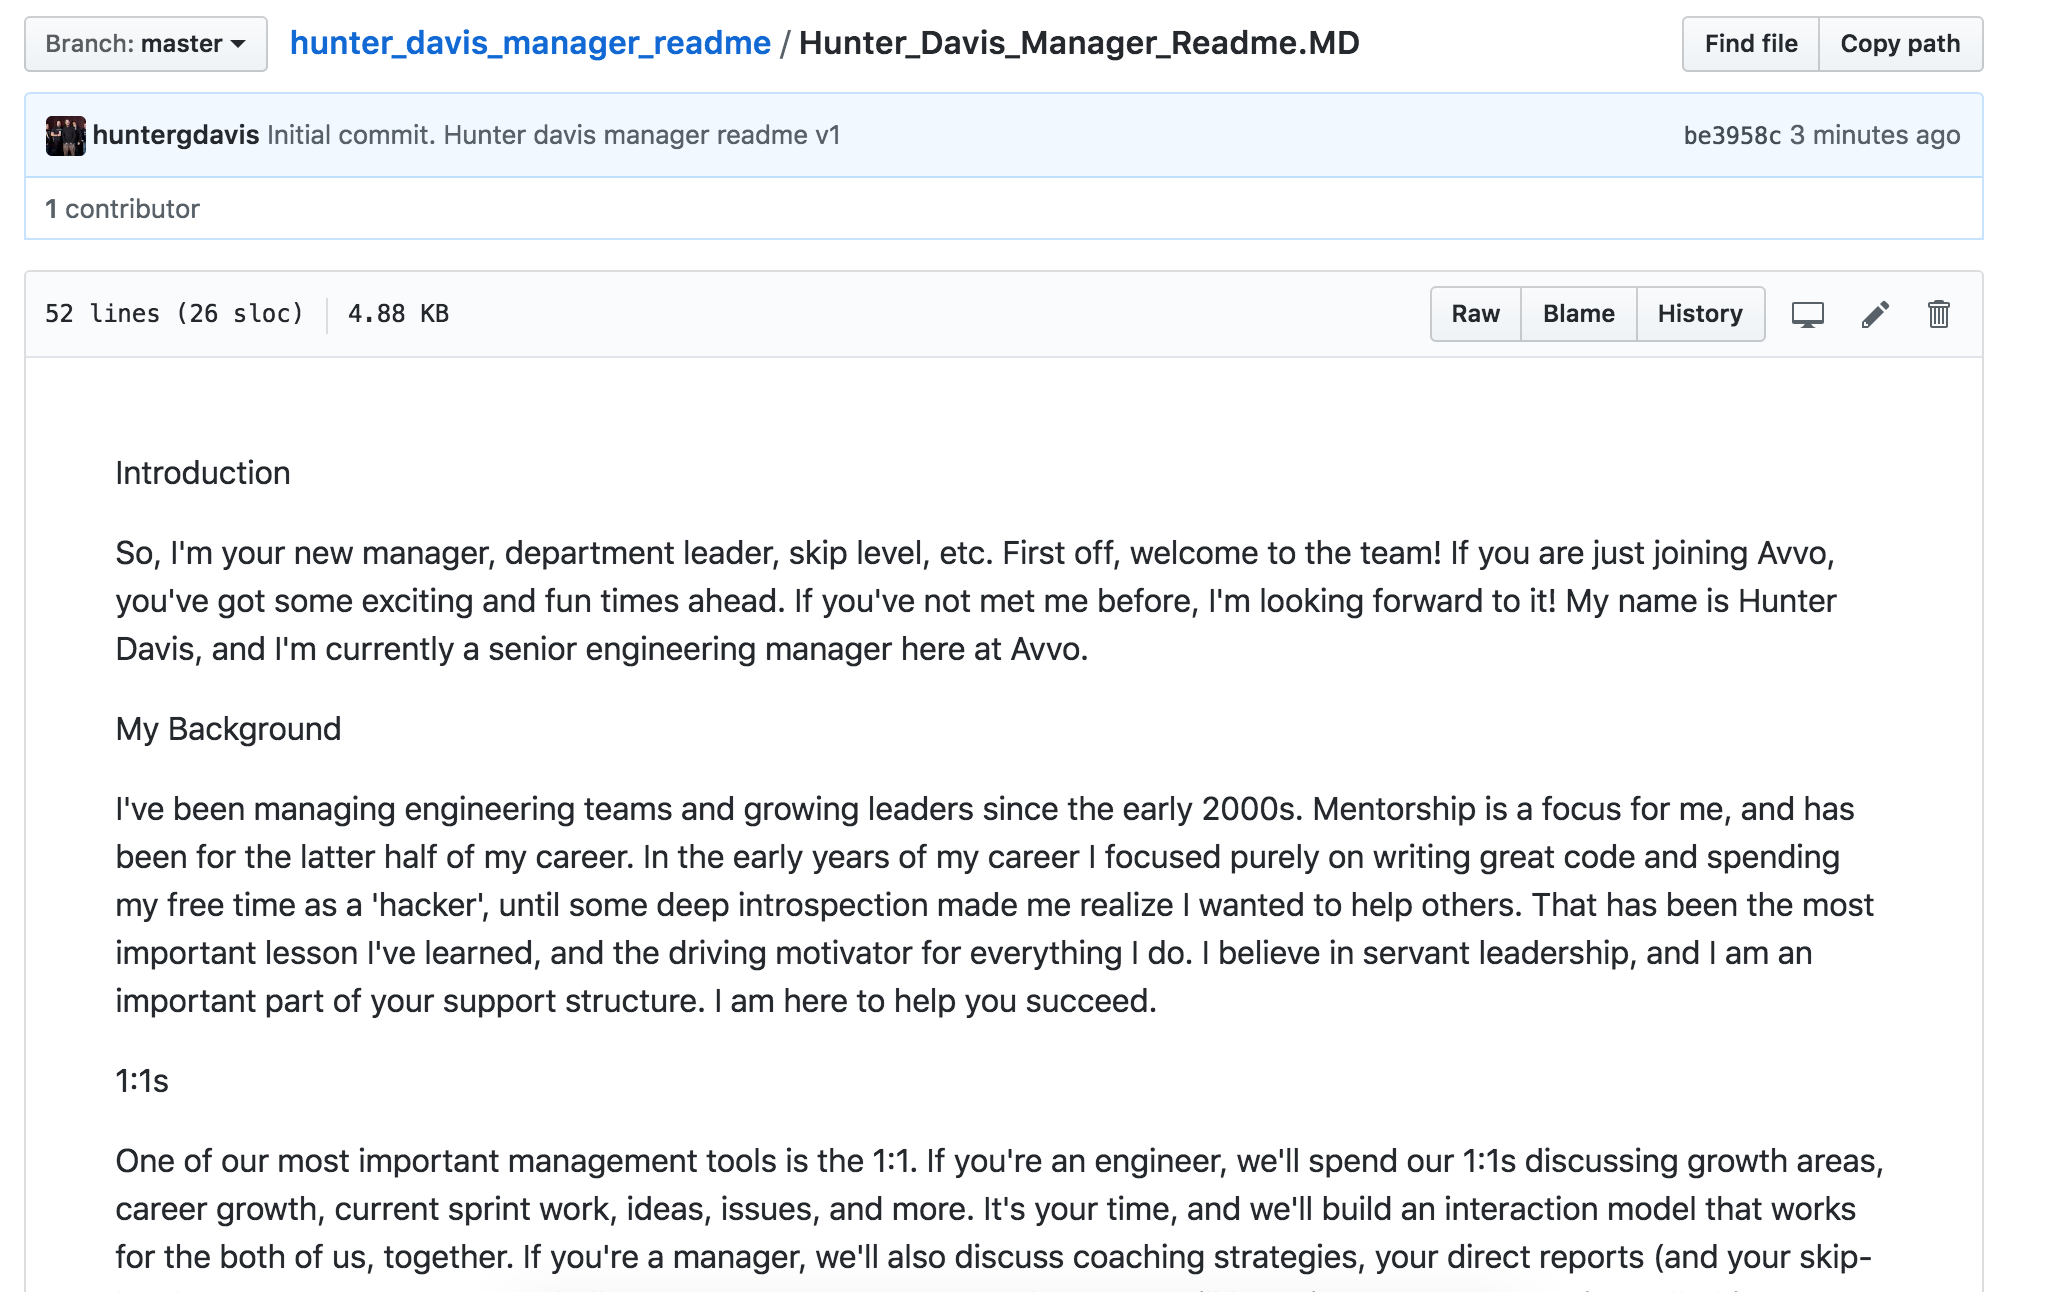 Branch: master hunter_davis_manager_readme / Hunter_Davis_Manager_Readme.MD Find file Copy path
huntergdavis Initial commit. Hunter davis manager readme v1 be3958c 3 minutes ago
1 contributor
52 lines (26 sloc) 4.88 KB Raw Blame History
Introduction
So, I'm your new manager, department leader, skip level, etc. First off, welcome to the team! If you are just joining Avvo,
you've got some exciting and fun times ahead. If you've not met me before, I'm looking forward to it! My name is Hunter
Davis, and I'm currently a senior engineering manager here at Avvo.
My Background
I've been managing engineering teams and growing leaders since the early 2000s. Mentorship is a focus for me, and has
been for the latter half of my career. In the early years of my career I focused purely on writing great code and spending
my free time as a 'hacker', until some deep introspection made me realize I wanted to help others. That has been the most
important lesson I've learned, and the driving motivator for everything I do. I believe in servant leadership, and I am an
important part of your support structure. I am here to help you succeed.
1:1s
One of our most important management tools is the 1:1. If you're an engineer, we'll spend our 1:1s discussing growth areas,
career growth, current sprint work, ideas, issues, and more. It's your time, and we'll build an interaction model that works
for the both of us, together. If you're a manager, we'll also discuss coaching strategies, your direct reports (and your skip-